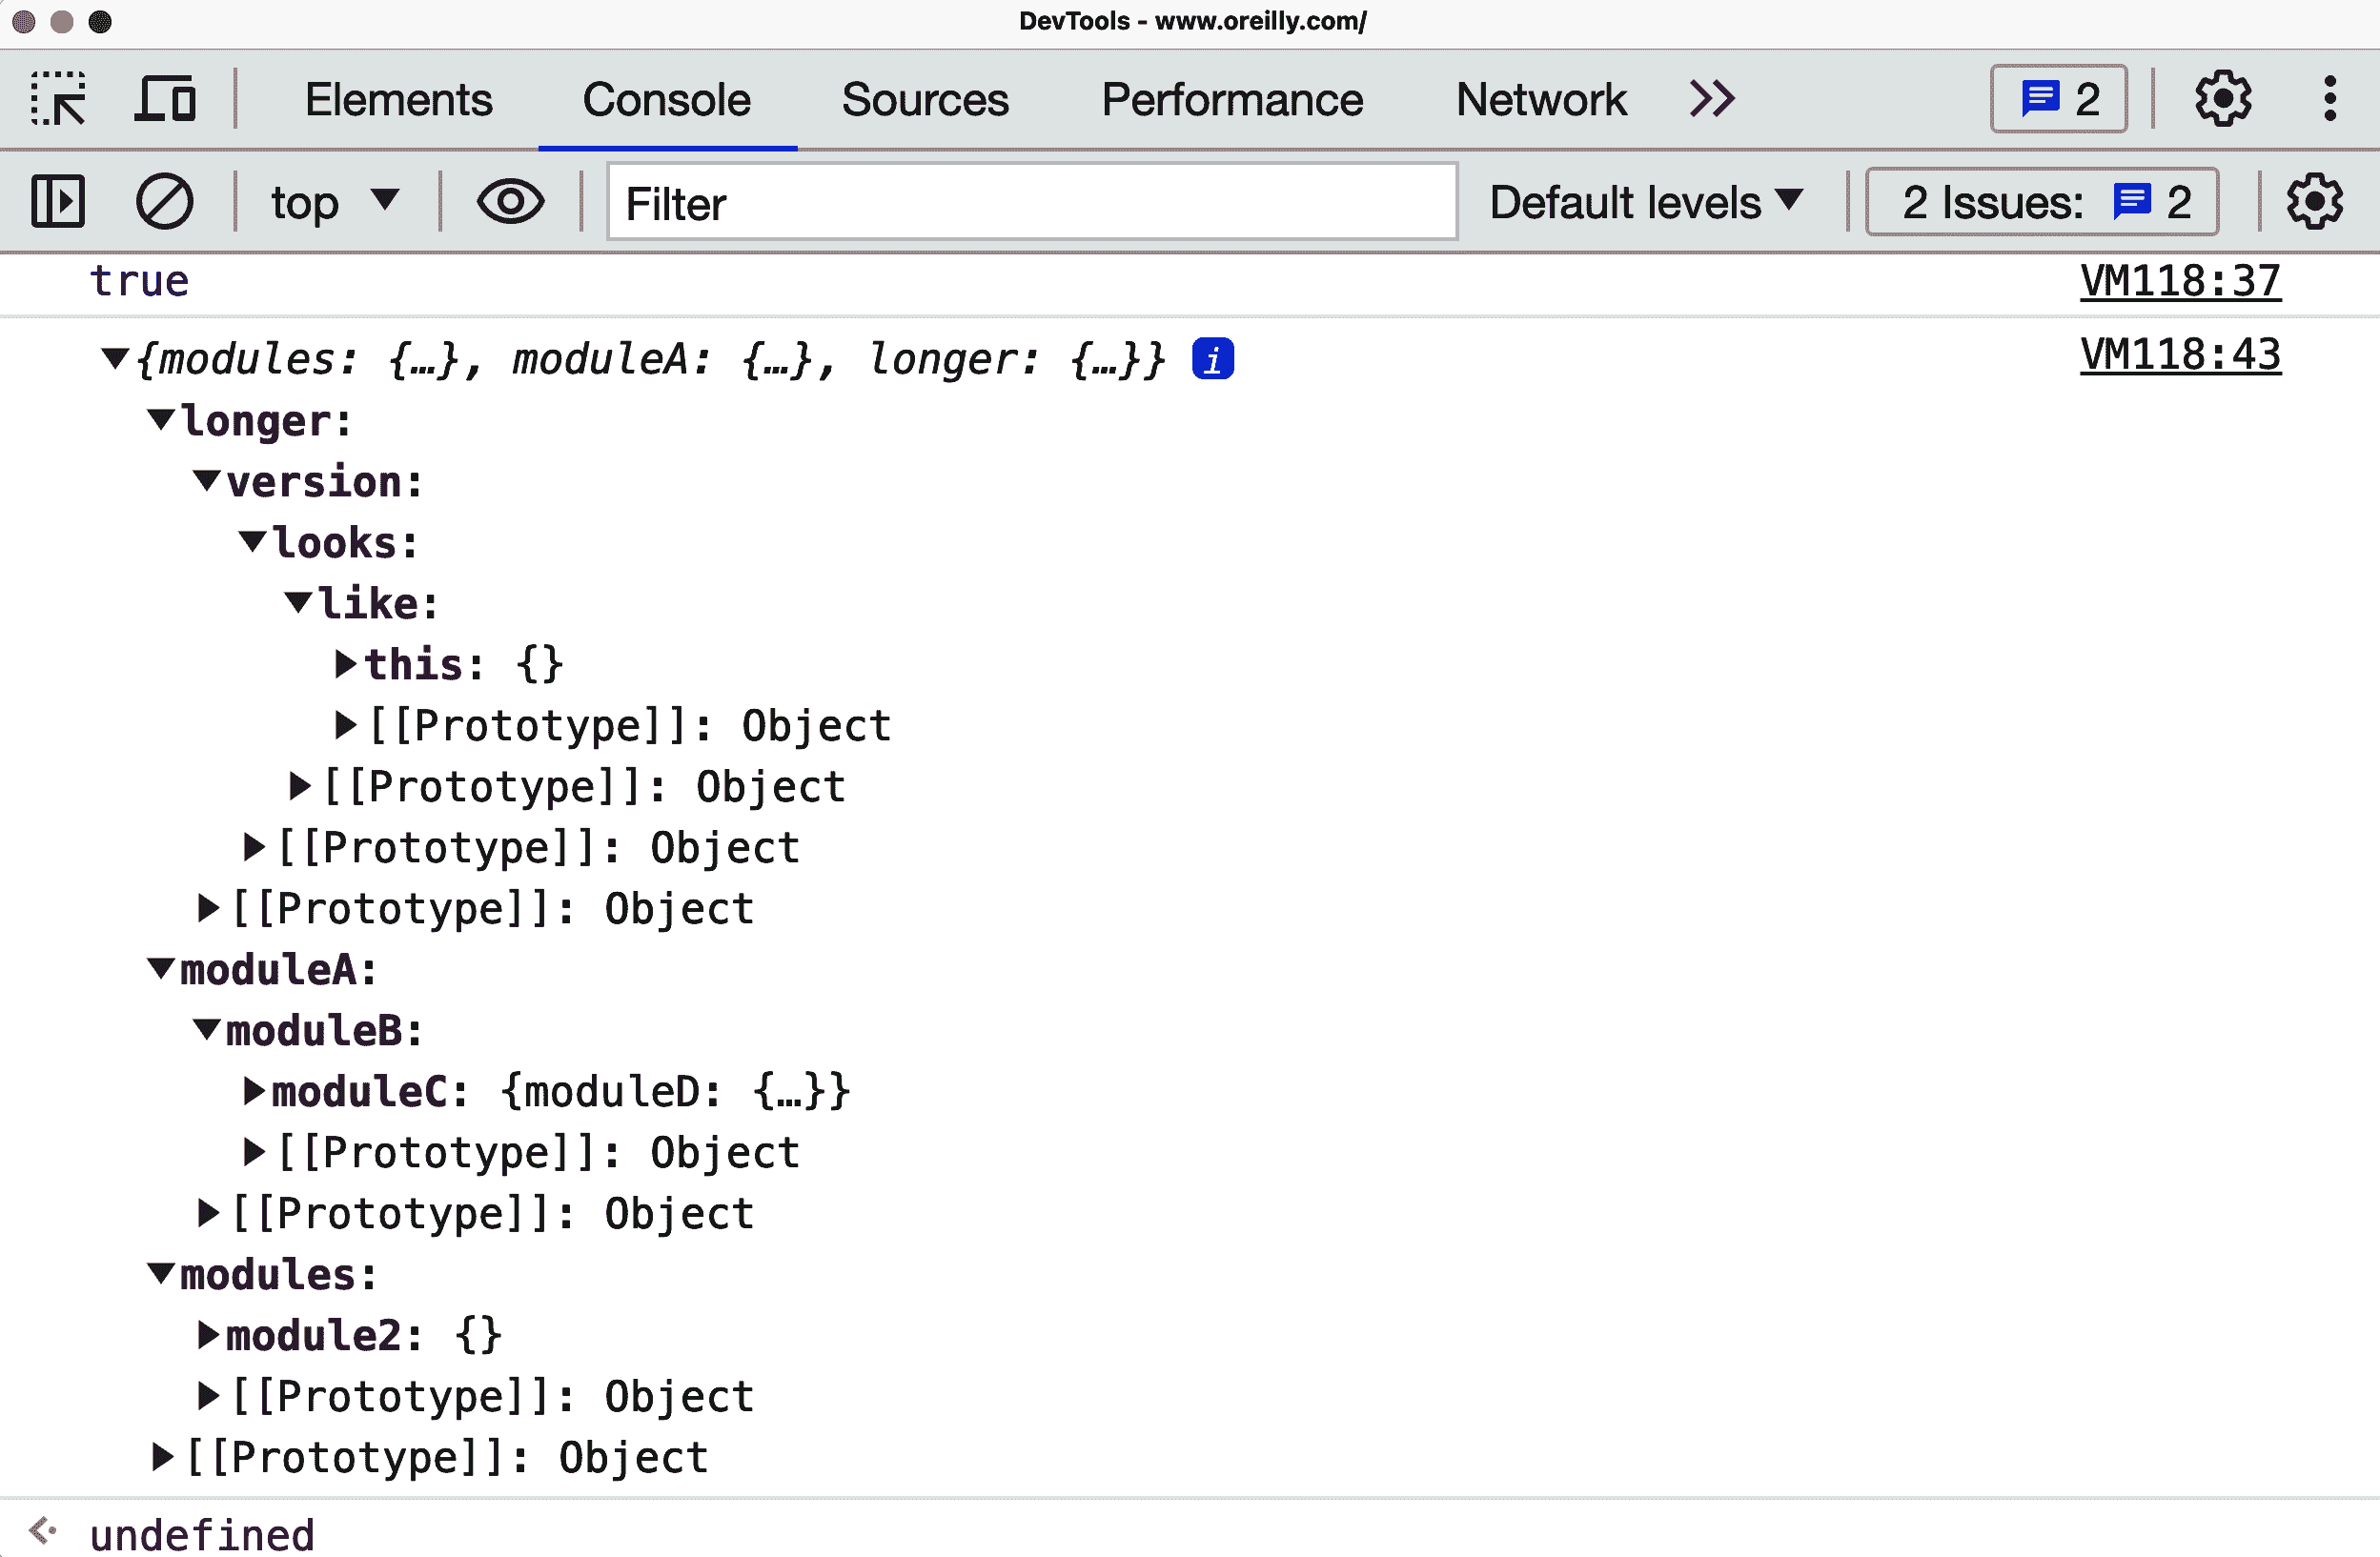 DevTools - www.oreilly.com/
Elements Console Sources Performance Network 2
top Filter Default levels 2 Issues: 2
true VM118:37
{modules: {…}, moduleA: {…}, longer: {…}} i VM118:43
longer:
version:
looks:
like:
this: {}
[[Prototype]]: Object
[[Prototype]]: Object
[[Prototype]]: Object
[[Prototype]]: Object
moduleA:
moduleB:
moduleC: {moduleD: {…}}
[[Prototype]]: Object
[[Prototype]]: Object
modules:
module2: {}
[[Prototype]]: Object
[[Prototype]]: Object
undefined